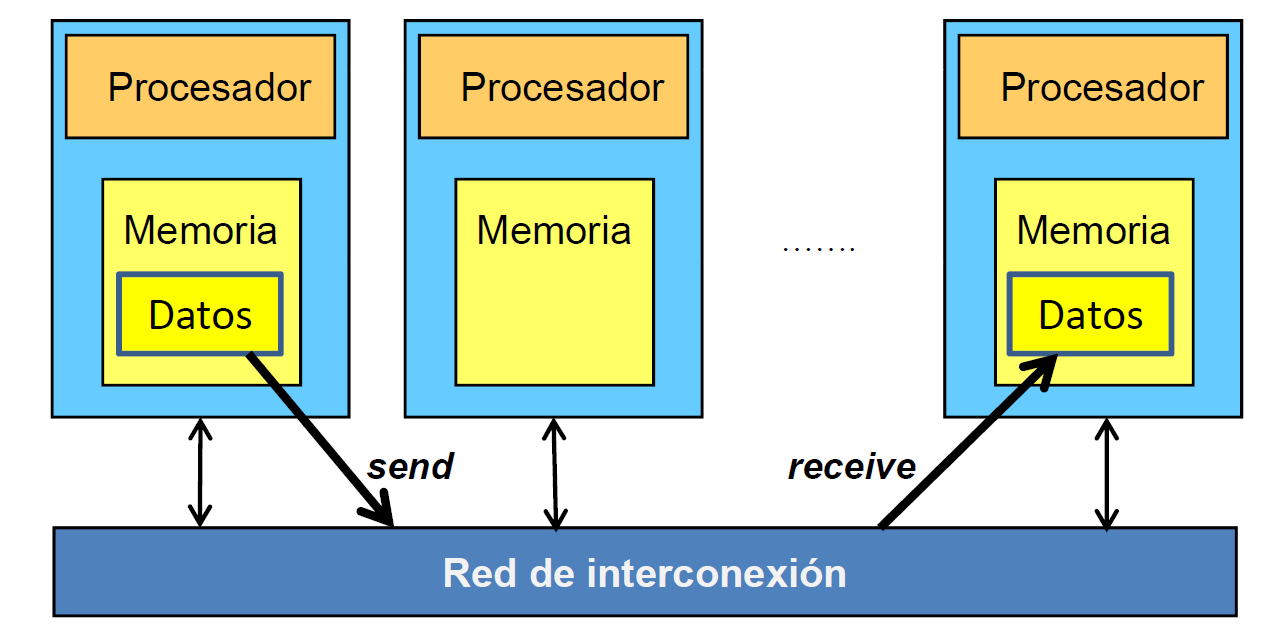 Procesador
Procesador
Procesador
Memoria
Memoria
.......
Memoria
Datos
Datos
send
receive
Red de interconexión